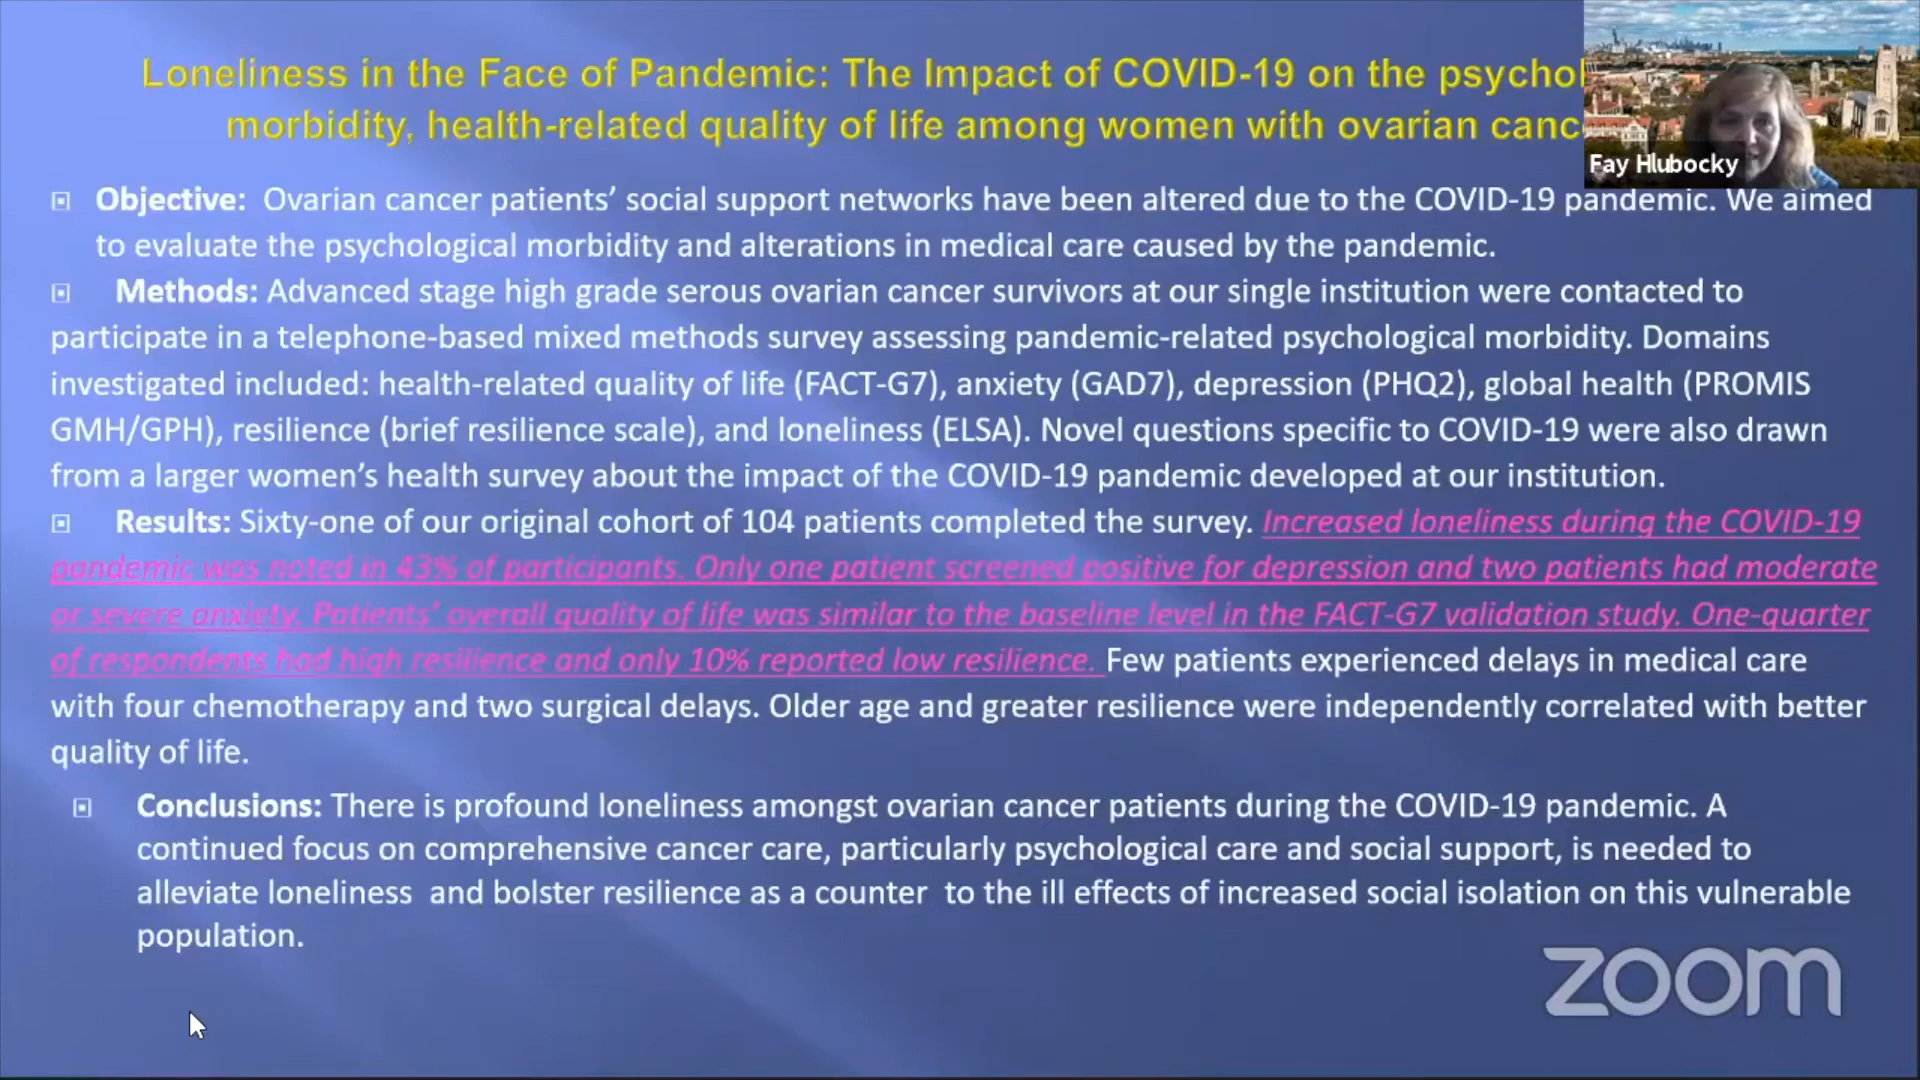 Loneliness in the Face of Pandemic: The Impact of COVID-19 on the
morbidity, health-related quality of life among women with ovarian
Fay Hlubocky
Objective: Ovarian cancer patients’ social support networks have been altered due to the COVID-19 pandemic. We aimed
to evaluate the psychological morbidity and alterations in medical care caused by the pandemic.
Methods: Advanced stage high grade serous ovarian cancer survivors at our single institution were contacted to
participate in a telephone-based mixed methods survey assessing pandemic-related psychological morbidity. Domains
investigated included: health-related quality of life (FACT-G7), anxiety (GAD7), depression (PHQ2), global health (PROMIS
GMH/GPH), resilience (brief resilience scale), and loneliness (ELSA). Novel questions specific to COVID-19 were also drawn
from a larger women’s health survey about the impact of the COVID-19 pandemic developed at our institution.
Results: Sixty-one of our original cohort of 104 patients completed the survey. Increased loneliness during the COVID-19
pandemic was noted in 43% of participants. Only one patient screened positive for depression and two patients had moderate
or severe anxiety. Patients’ overall quality of life was similar to the baseline level in the FACT-G7 validation study. One-quarter
of respondents had high resilience and only 10% reported low resilience. Few patients experienced delays in medical care
with four chemotherapy and two surgical delays. Older age and greater resilience were independently correlated with better
quality of life.
Conclusions: There is profound loneliness amongst ovarian cancer patients during the COVID-19 pandemic. A
continued focus on comprehensive cancer care, particularly psychological care and social support, is needed to
alleviate loneliness and bolster resilience as a counter to the ill effects of increased social isolation on this vulnerable
population.
zoom